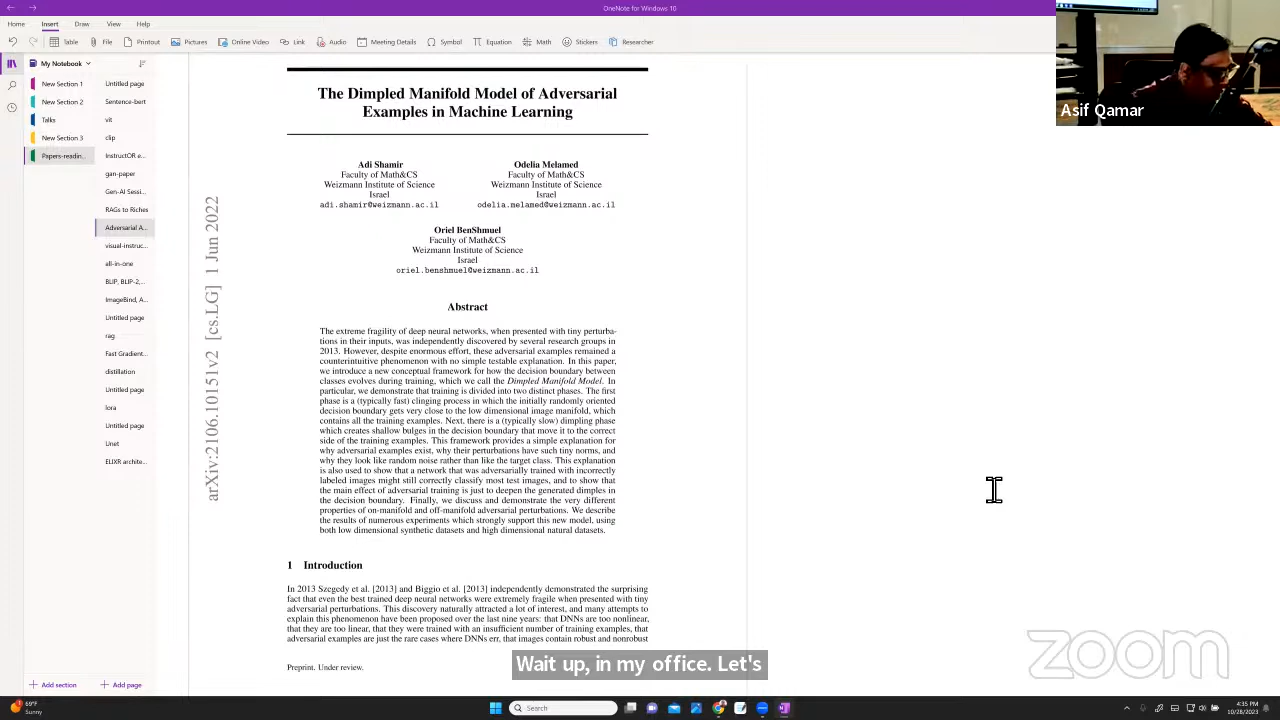 OneNote for Windows 10
Home Insert Draw View Help
Table File Printout Pictures Online Video Link Audio Meeting Details Symbol Equation Math Stickers Researcher
My Notebook
New Section 1
New Section 2
Talks
New Section 3
Papers-readin...
Untitled page
Sentence-bert
vit
clip
InstructOR e...
gan-paper
Gen-AI Sessi...
RAGs to Riches
Adversarial A...
visual-instruc...
all-in-one
BLIP, BLIP-2,...
ImageBind, A...
Untitled page
rag
Fast Gradient...
distillation
Untitled page
lora
Untitled page
Unet
ELIXR archite...
Add section
Add page
arXiv:2106.10151v2 [cs.LG] 1 Jun 2022
The Dimpled Manifold Model of Adversarial
Examples in Machine Learning
Adi Shamir
Faculty of Math&CS
Weizmann Institute of Science
Israel
adi.shamir@weizmann.ac.il
Odelia Melamed
Faculty of Math&CS
Weizmann Institute of Science
Israel
odelia.melamed@weizmann.ac.il
Oriel BenShmuel
Faculty of Math&CS
Weizmann Institute of Science
Israel
oriel.benshmuel@weizmann.ac.il
Abstract
The extreme fragility of deep neural networks, when presented with tiny perturba-
tions in their inputs, was independently discovered by several research groups in
2013. However, despite enormous effort, these adversarial examples remained a
counterintuitive phenomenon with no simple testable explanation. In this paper,
we introduce a new conceptual framework for how the decision boundary between
classes evolves during training, which we call the Dimpled Manifold Model. In
particular, we demonstrate that training is divided into two distinct phases. The first
phase is a (typically fast) clinging process in which the initially randomly oriented
decision boundary gets very close to the low dimensional image manifold, which
contains all the training examples. Next, there is a (typically slow) dimpling phase
which creates shallow bulges in the decision boundary that move it to the correct
side of the training examples. This framework provides a simple explanation for
why adversarial examples exist, why their perturbations have such tiny norms, and
why they look like random noise rather than like the target class. This explanation
is also used to show that a network that was adversarially trained with incorrectly
labeled images might still correctly classify most test images, and to show that
the main effect of adversarial training is just to deepen the generated dimples in
the decision boundary. Finally, we discuss and demonstrate the very different
properties of on-manifold and off-manifold adversarial perturbations. We describe
the results of numerous experiments which strongly support this new model, using
both low dimensional synthetic datasets and high dimensional natural datasets.
1 Introduction
In 2013 Szegedy et al. [2013] and Biggio et al. [2013] independently demonstrated the surprising
fact that even the best trained deep neural networks were extremely fragile when presented with tiny
adversarial perturbations. This discovery naturally attracted a lot of interest, and many attempts to
explain this phenomenon have been proposed over the last nine years: that DNNs are too nonlinear,
that they are too linear, that they were trained with an insufficient number of training examples, that
adversarial examples are just the rare cases where DNNs err, that images contain robust and nonrobust
Preprint. Under review.
Asif Qamar
Wait up, in my office. Let's
zoom
69°F
Sunny
Search
4:35 PM
10/28/2023